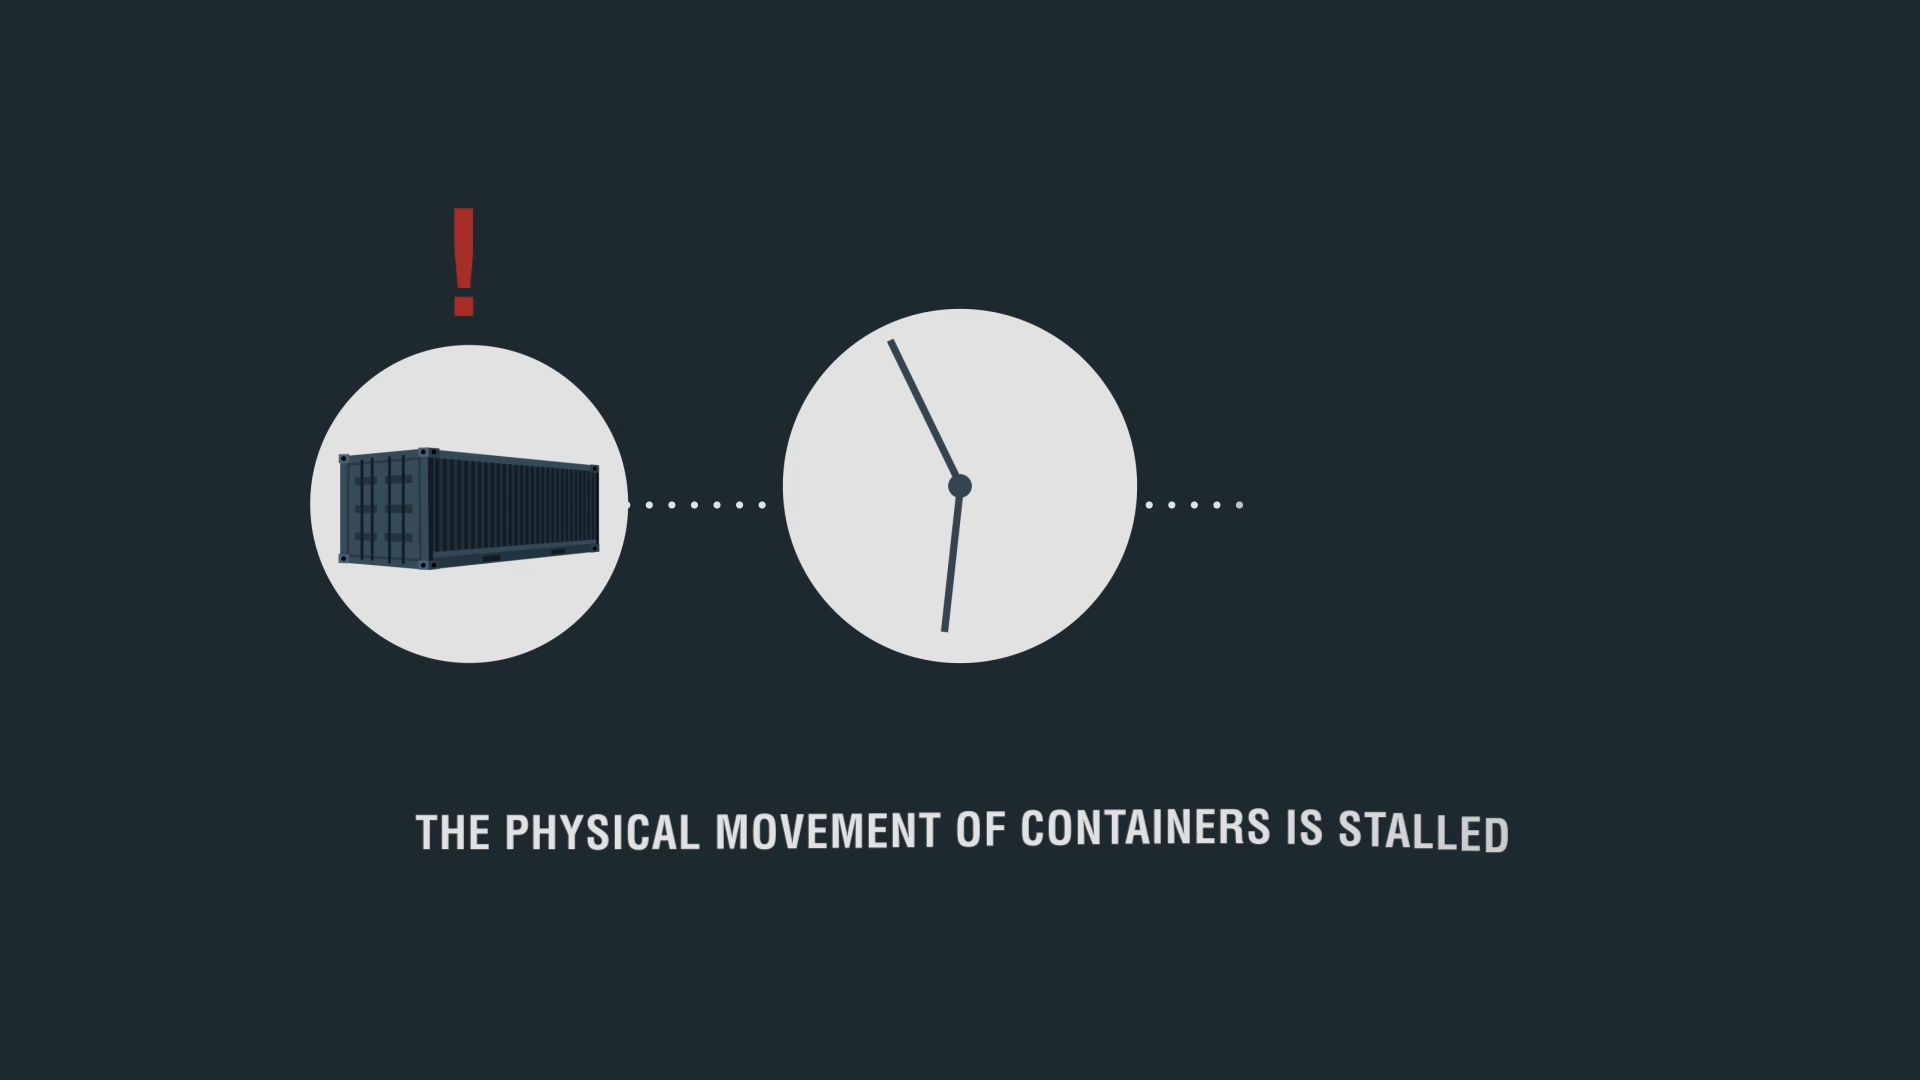 !
THE PHYSICAL MOVEMENT OF CONTAINERS IS STALLED